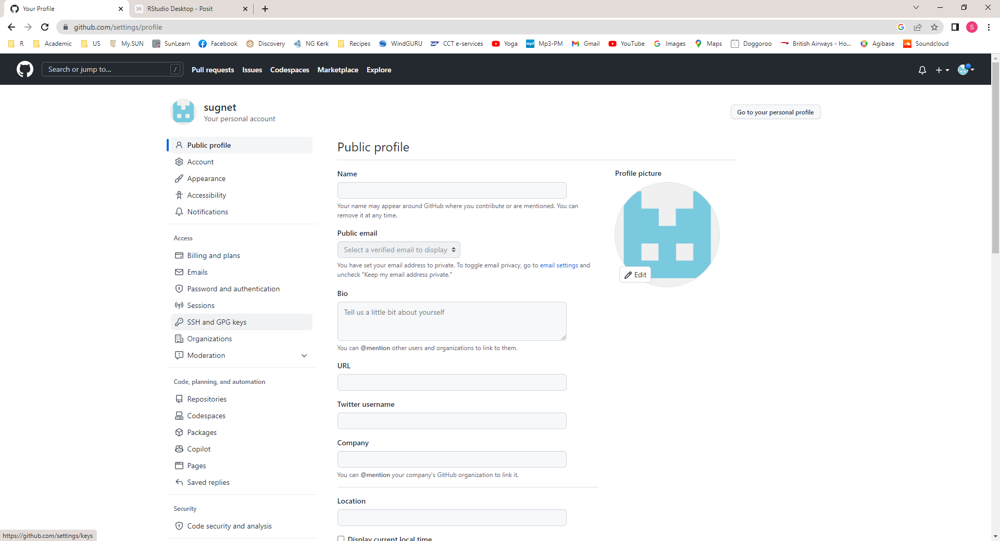 Your Profile
RStudio Desktop - Posit
github.com/settings/profile
S
R
Academic
US
My.SUN
SunLearn
Facebook
Discovery
NG Kerk
Recipes
WindGURU
SAP
CCT e-services
Yoga
mp3
Mp3-PM
Gmail
YouTube
Images
Maps
Doggoroo
British Airways - Ho...
Agibase
Soundcloud
Search or jump to...
/
Pull requests
Issues
Codespaces
Marketplace
Explore
sugnet
Your personal account
Go to your personal profile
Public profile
Account
Appearance
Accessibility
Notifications
Access
Billing and plans
Emails
Password and authentication
Sessions
SSH and GPG keys
Organizations
Moderation
Code, planning, and automation
Repositories
Codespaces
Packages
Copilot
Pages
Saved replies
Security
Code security and analysis
Public profile
Name
Your name may appear around GitHub where you contribute or are mentioned. You can
remove it at any time.
Public email
Select a verified email to display
You have set your email address to private. To toggle email privacy, go to email settings and
uncheck "Keep my email address private."
Bio
Tell us a little bit about yourself
You can @mention other users and organizations to link to them.
URL
Twitter username
Company
You can @mention your company's GitHub organization to link it.
Location
Display current local time
Profile picture
Edit
https://github.com/settings/keys